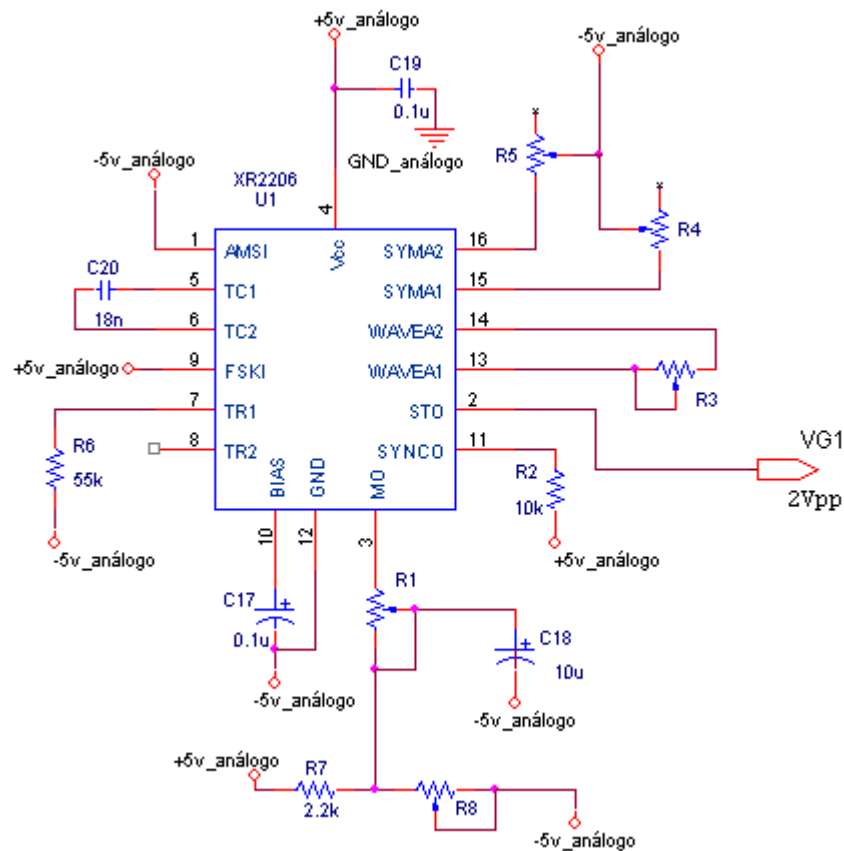 +5v_análogo
-5v_análogo
C19
0.1u
GND_análogo
-5v_análogo
XR2206
U1
R5
R4
4
Vcc
1
AMSI
SYMA2
16
C20
18n
5
TC1
SYMA1
15
6
TC2
WAVEA2
14
+5v_análogo
9
FSKI
WAVEA1
13
R3
7
TR1
STO
2
R6
55k
8
TR2
SYNCO
11
VG1
2Vpp
BIAS
GND
MO
R2
10k
10
12
3
-5v_análogo
+5v_análogo
C17
0.1u
R1
C18
10u
-5v_análogo
-5v_análogo
+5v_análogo
R7
2.2k
R8
-5v_análogo